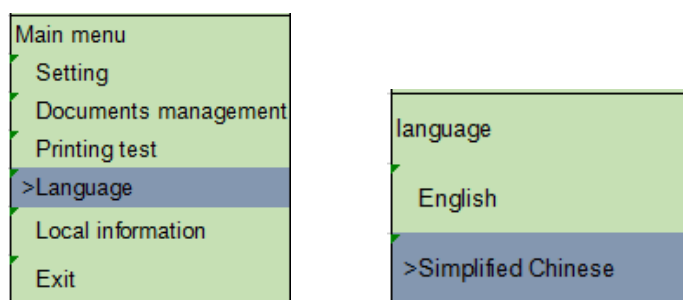 Main menu
Setting
Documents management
Printing test
>Language
Local information
Exit
language
English
>Simplified Chinese